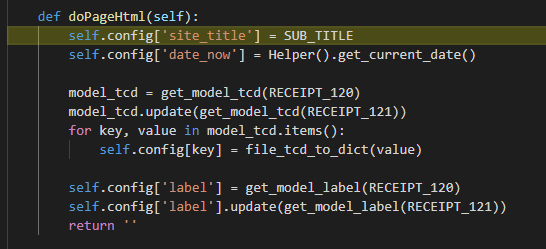 def doPageHtml(self):
    self.config['site_title'] = SUB_TITLE
    self.config['date_now'] = Helper().get_current_date()

    model_tcd = get_model_tcd(RECEIPT_120)
    model_tcd.update(get_model_tcd(RECEIPT_121))
    for key, value in model_tcd.items():
        self.config[key] = file_tcd_to_dict(value)

    self.config['label'] = get_model_label(RECEIPT_120)
    self.config['label'].update(get_model_label(RECEIPT_121))
    return ''